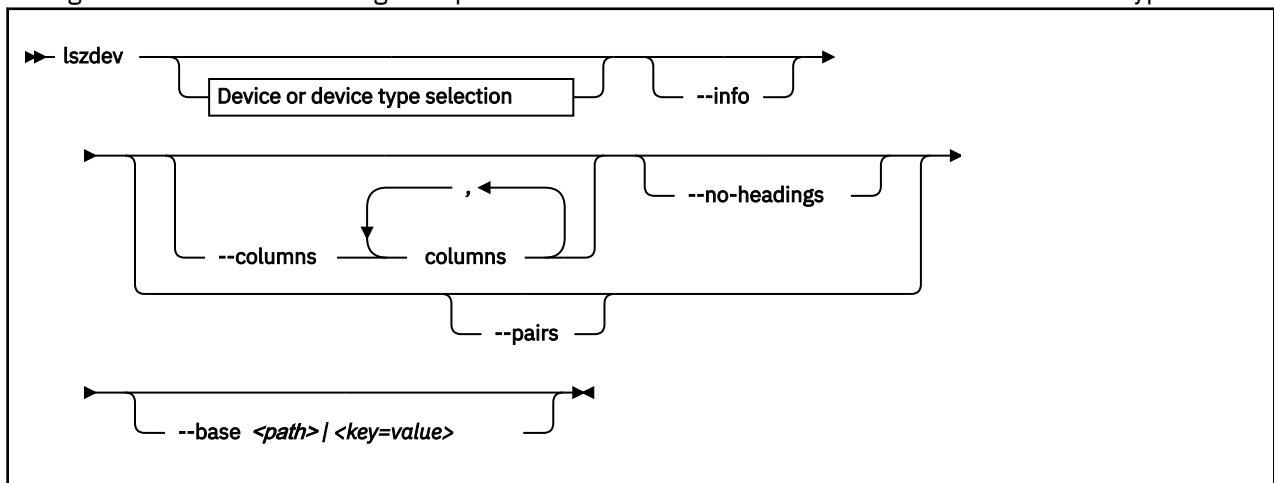 lszdev
Device or device type selection
--info
,
--no-headings
--columns columns
--pairs
--base <path>| <key=value>